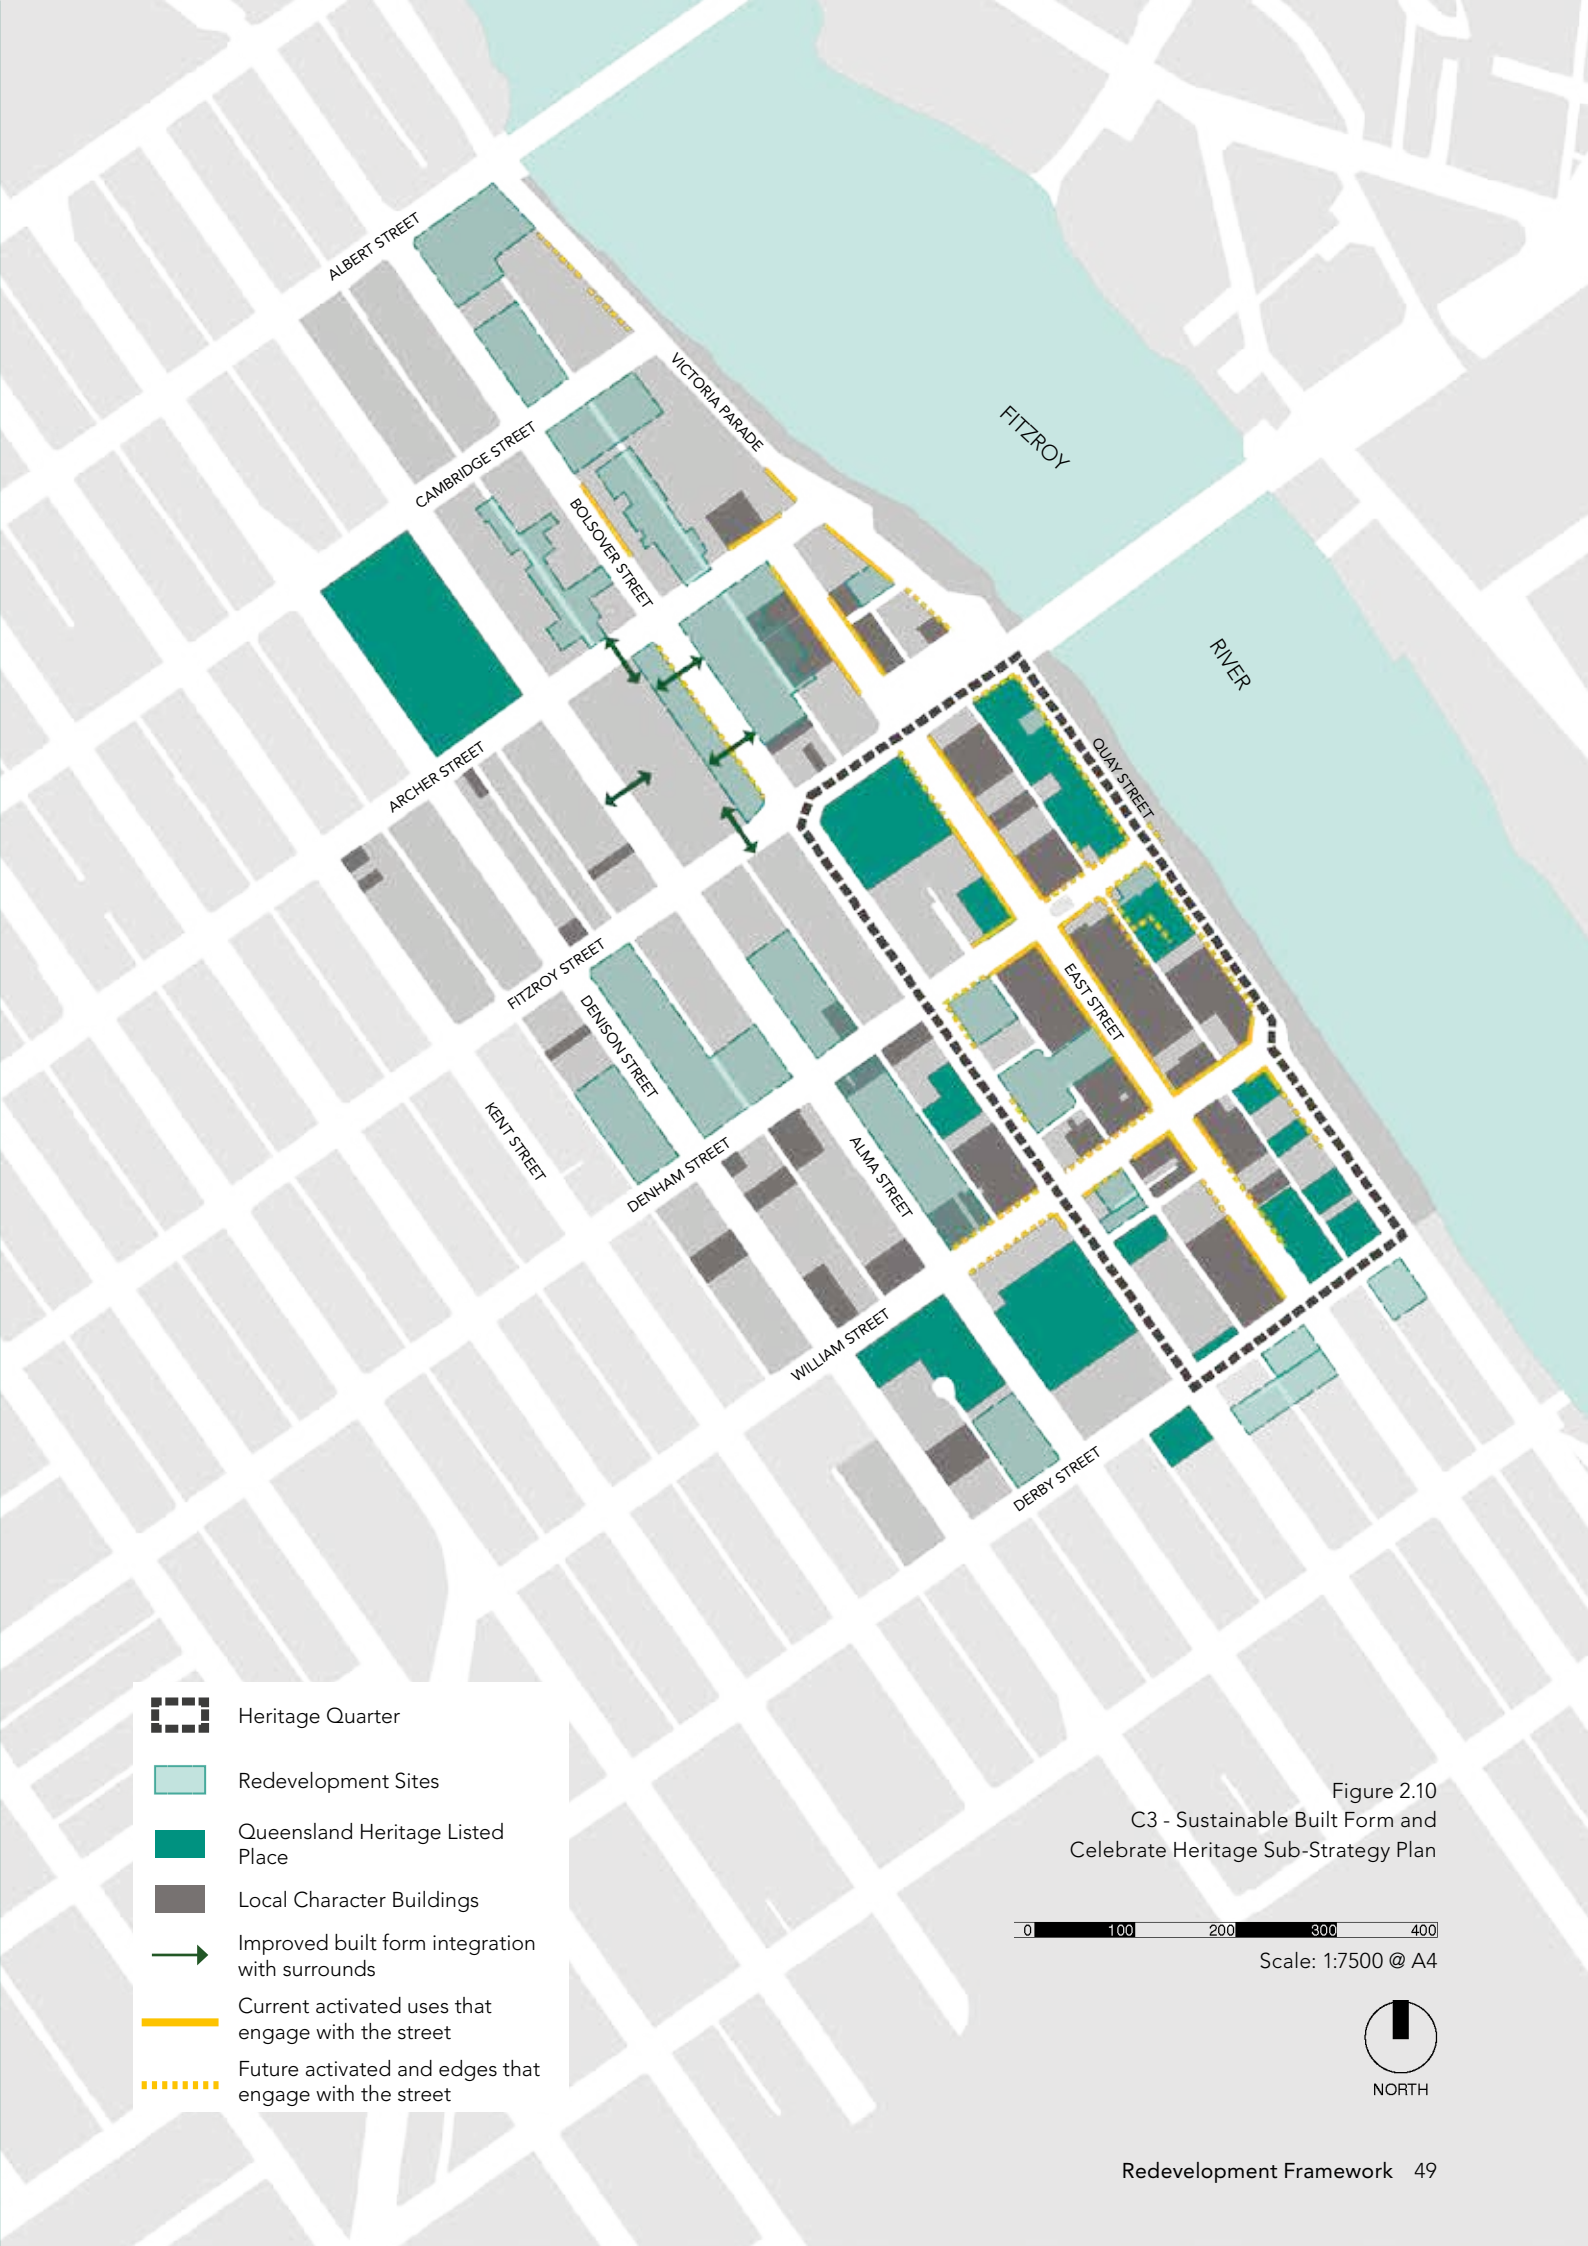 ALBERT STREET
VICTORIA PARADE
CAMBRIDGE STREET
FITZROY
BOLSOVER STREET
RIVER
ARCHER STREET
QUAY STREET
FITZROY STREET
EAST STREET
DENISON STREET
KENT STREET
DENHAM STREET
ALMA STREET
WILLIAM STREET
DERBY STREET
Heritage Quarter
Redevelopment Sites
Queensland Heritage Listed
Place
Local Character Buildings
Improved built form integration
with surrounds
Current activated uses that
engage with the street
Future activated and edges that
engage with the street
Figure 2.10
C3 - Sustainable Built Form and
Celebrate Heritage Sub-Strategy Plan
0 100 200 300 400
Scale: 1:7500 @ A4
NORTH
Redevelopment Framework 49